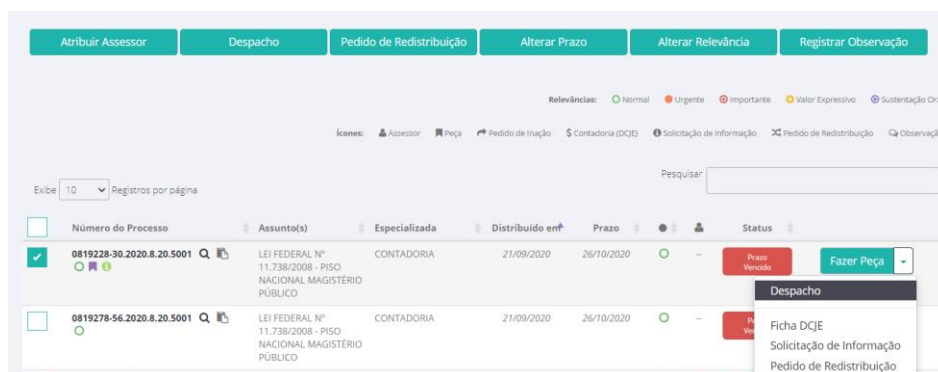 Atribuir Assessor Despacho Pedido de Redistribuição Alterar Prazo Alterar Relevância Registrar Observação
Relevâncias: Normal Urgente Importante Valor Expressivo Sustentação Or
Ícones: Assessor Peça Pedido de Inação Contadoria (DCJE) Solicitação de informação Pedido de Redistribuição Observaçã
Pesquisar
Exibe 10 Registros por página
Número do Processo Assunto(s) Especializada Distribuído em Prazo Status
0819228-30.2020.8.20.5001 LEI FEDERAL N° CONTADORIA 21/09/2020 26/10/2020 -- Prazo Fazer Peça
11.738/2008 - PISO Vencido
NACIONAL MAGISTÉRIO
PÚBLICO
Despacho
0819278-56.2020.8.20.5001 LEI FEDERAL N° CONTADORIA 21/09/2020 26/10/2020 --
11.738/2008 - PISO
NACIONAL MAGISTÉRIO
PÚBLICO
Ficha DCJE
Solicitação de Informação
Pedido de Redistribuição